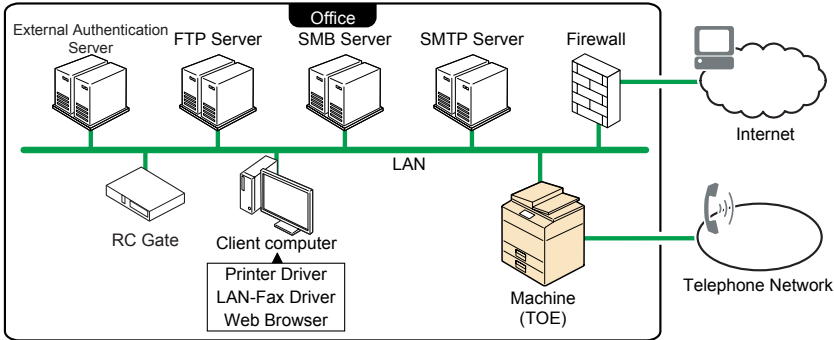 Office
External Authentication
Server
FTP Server
SMB Server
SMTP Server
Firewall
Internet
LAN
RC Gate
Client computer
Printer Driver
LAN-Fax Driver
Web Browser
Machine
(TOE)
Telephone Network